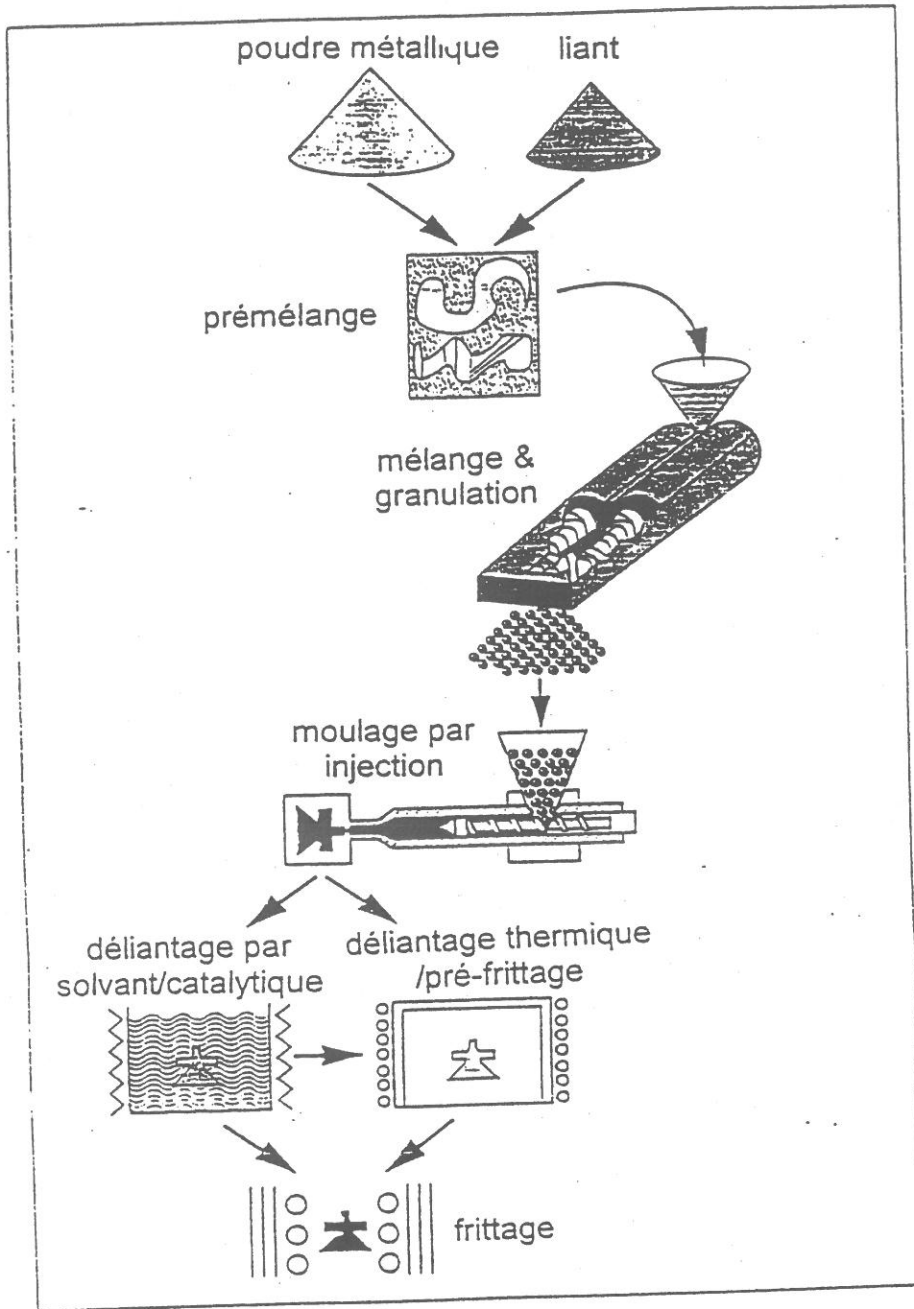 poudre métallique
liant
prémélange
mélange &
granulation
moulage par
injection
déliantage par
solvant/catalytique
déliantage thermique
/pré-frittage
frittage